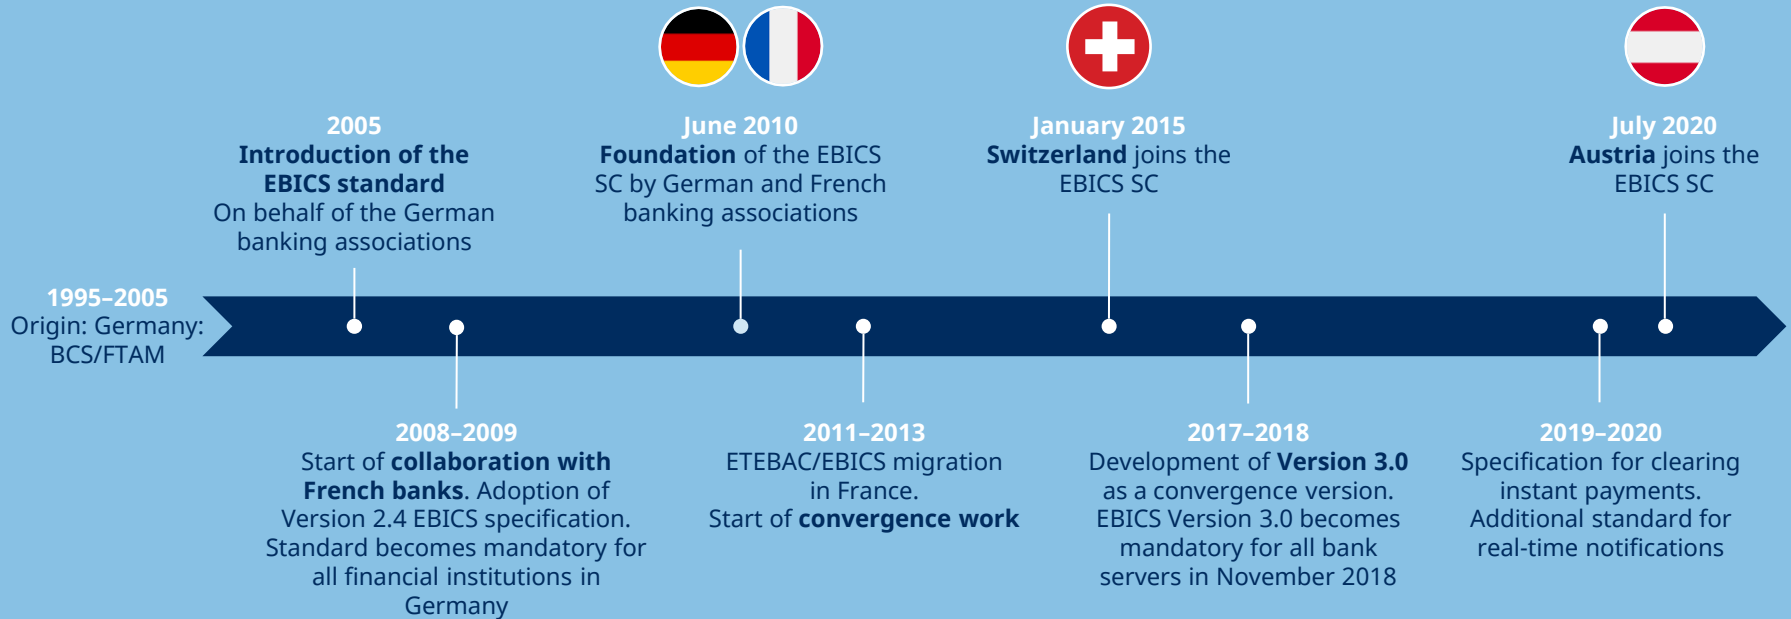 1995–2005
Origin: Germany:
BCS/FTAM
2005
Introduction of the
EBICS standard
On behalf of the German
banking associations
2008–2009
Start of collaboration with
French banks. Adoption of
Version 2.4 EBICS specification.
Standard becomes mandatory for
all financial institutions in
Germany
June 2010
Foundation of the EBICS
SC by German and French
banking associations
2011–2013
ETEBAC/EBICS migration
in France.
Start of convergence work
January 2015
Switzerland joins the
EBICS SC
2017–2018
Development of Version 3.0
as a convergence version.
EBICS Version 3.0 becomes
mandatory for all bank
servers in November 2018
2019–2020
Specification for clearing
instant payments.
Additional standard for
real-time notifications
July 2020
Austria joins the
EBICS SC